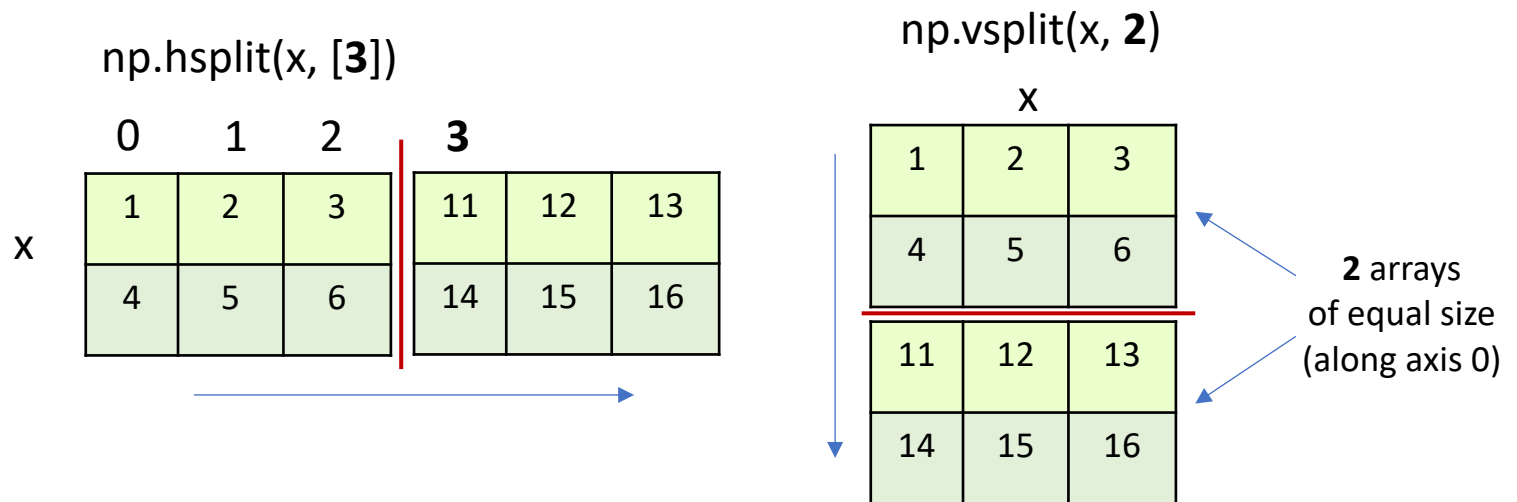 np.hsplit(x, [3])
0 1 2 3
x
1 2 3 11 12 13
4 5 6 14 15 16
np.vsplit(x, 2)
x
1 2 3
4 5 6
11 12 13
14 15 16
2 arrays
of equal size
(along axis 0)